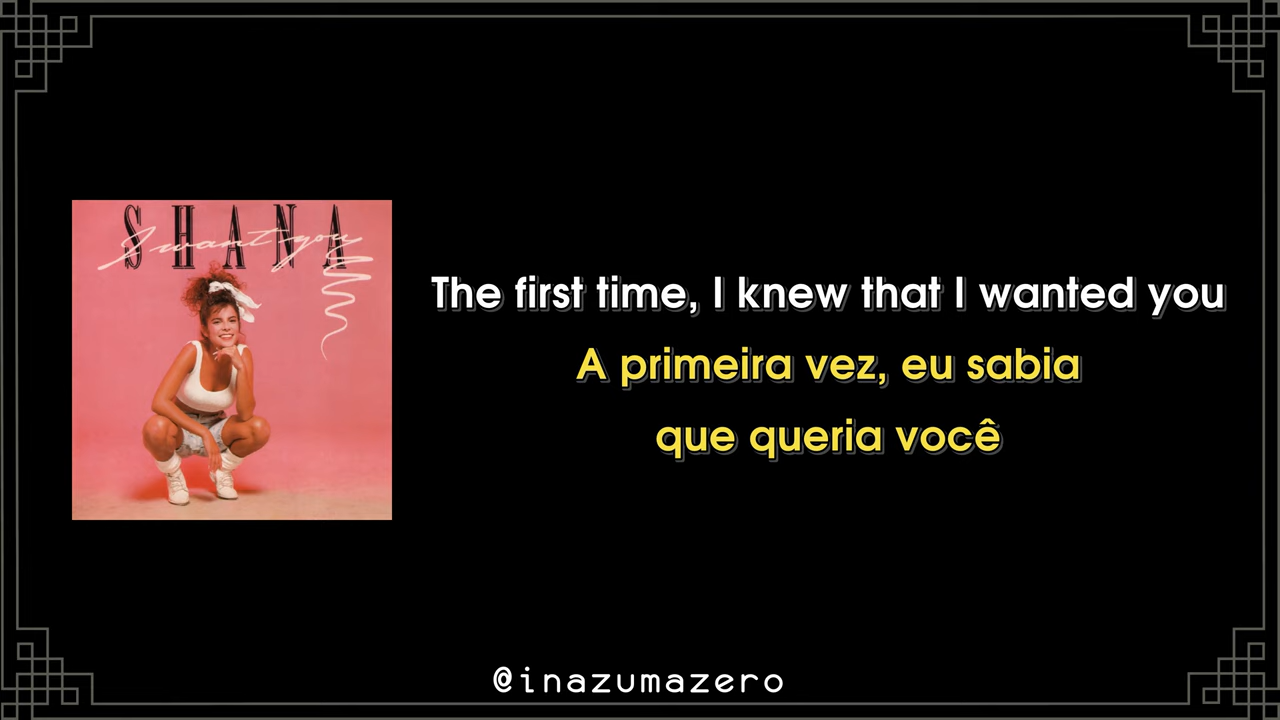 SHANA
I want you
The first time, I knew that I wanted you
A primeira vez, eu sabia
que queria você
@inazumazero